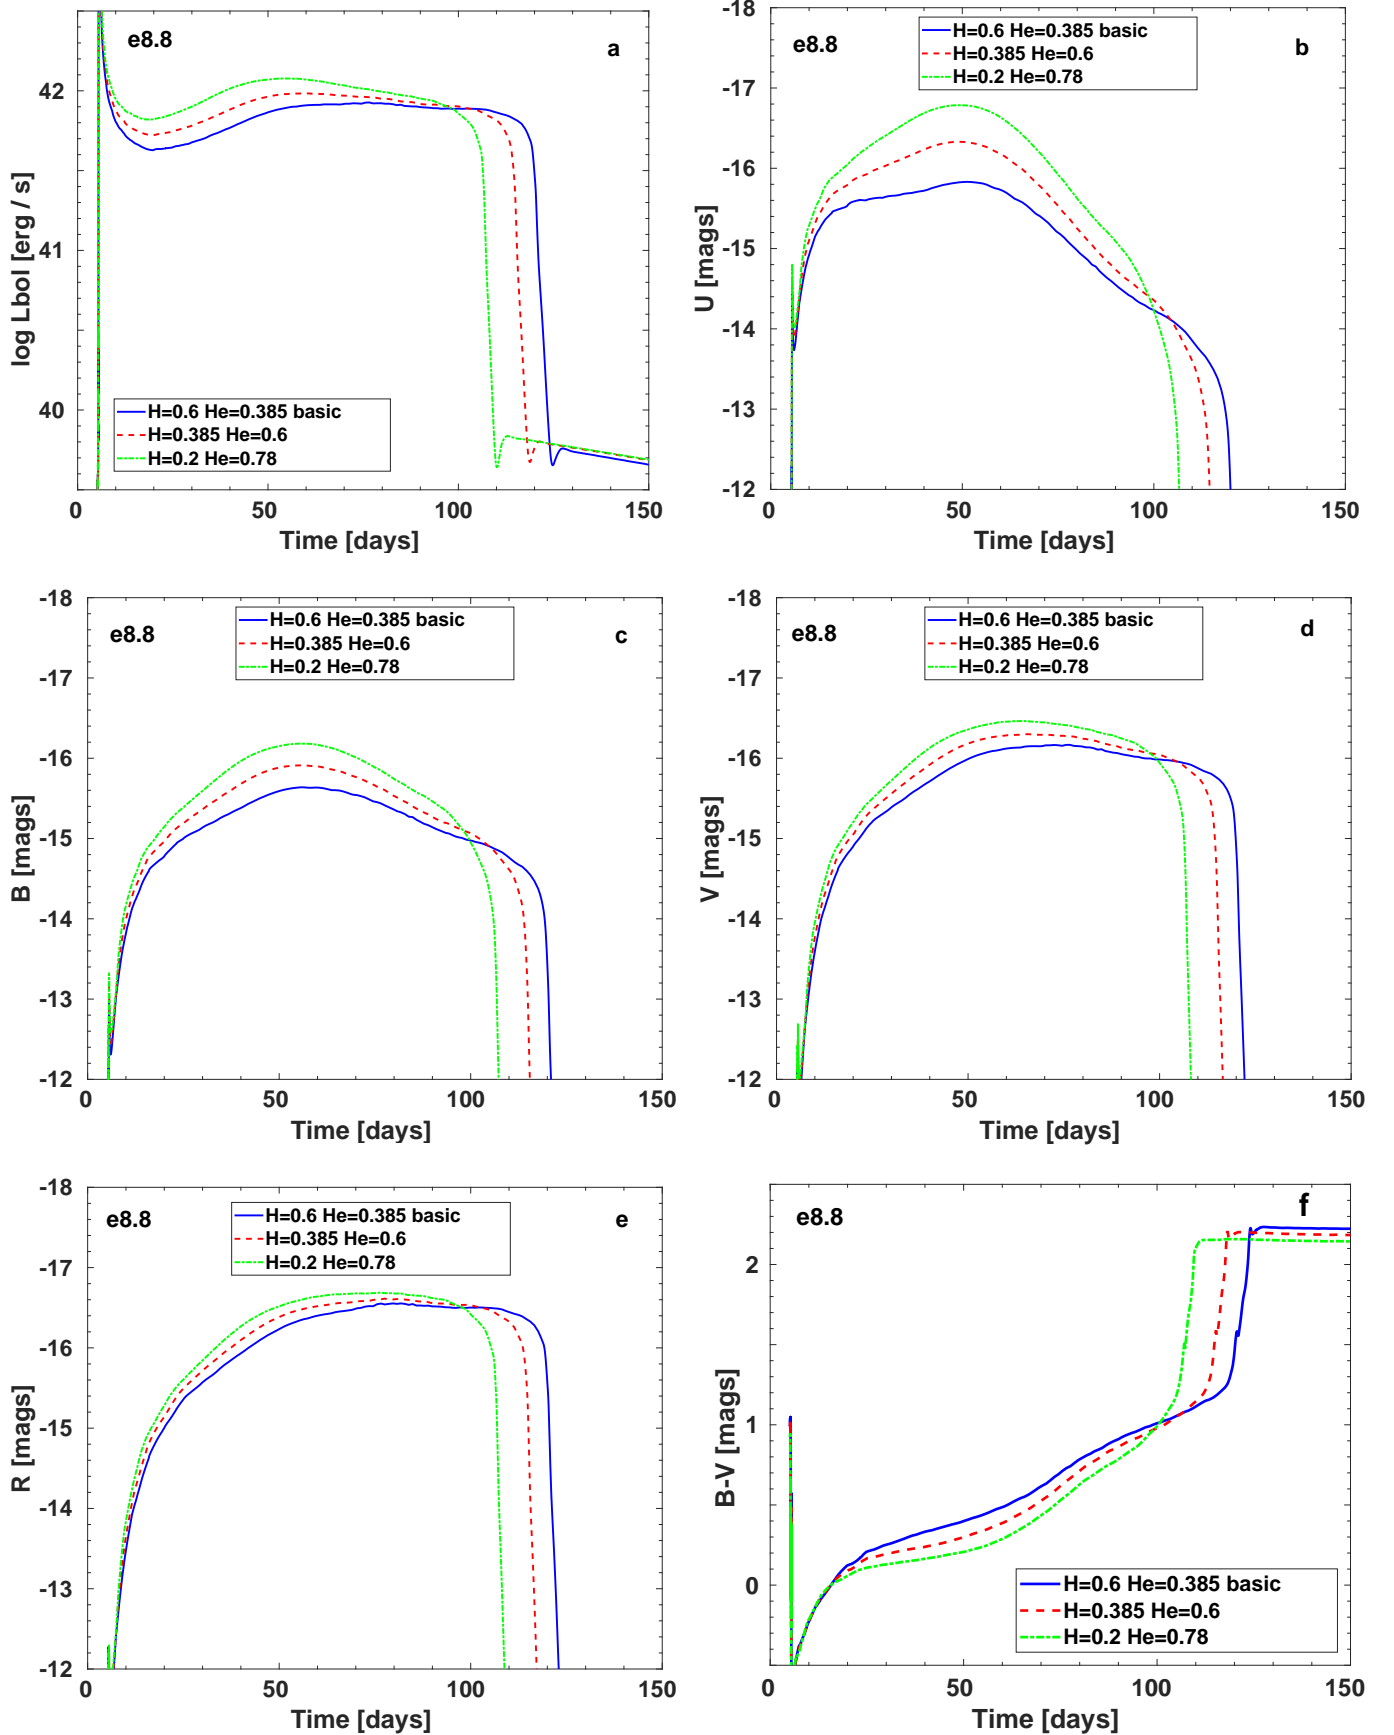 e8.8
a
log Lbol [erg / s]
42
41
40
H=0.6 He=0.385 basic
H=0.385 He=0.6
H=0.2 He=0.78
0
50
100
150
Time [days]
-18
e8.8
H=0.6 He=0.385 basic
H=0.385 He=0.6
H=0.2 He=0.78
b
-17
-16
-15
-14
-13
-12
U [mags]
0
50
100
150
Time [days]
-18
e8.8
H=0.6 He=0.385 basic
H=0.385 He=0.6
H=0.2 He=0.78
c
-17
-16
-15
-14
-13
-12
B [mags]
0
50
100
150
Time [days]
-18
e8.8
H=0.6 He=0.385 basic
H=0.385 He=0.6
H=0.2 He=0.78
d
-17
-16
-15
-14
-13
-12
V [mags]
0
50
100
150
Time [days]
-18
e8.8
H=0.6 He=0.385 basic
H=0.385 He=0.6
H=0.2 He=0.78
e
-17
-16
-15
-14
-13
-12
R [mags]
0
50
100
150
Time [days]
e8.8
f
2
1
0
B-V [mags]
H=0.6 He=0.385 basic
H=0.385 He=0.6
H=0.2 He=0.78
0
50
100
150
Time [days]